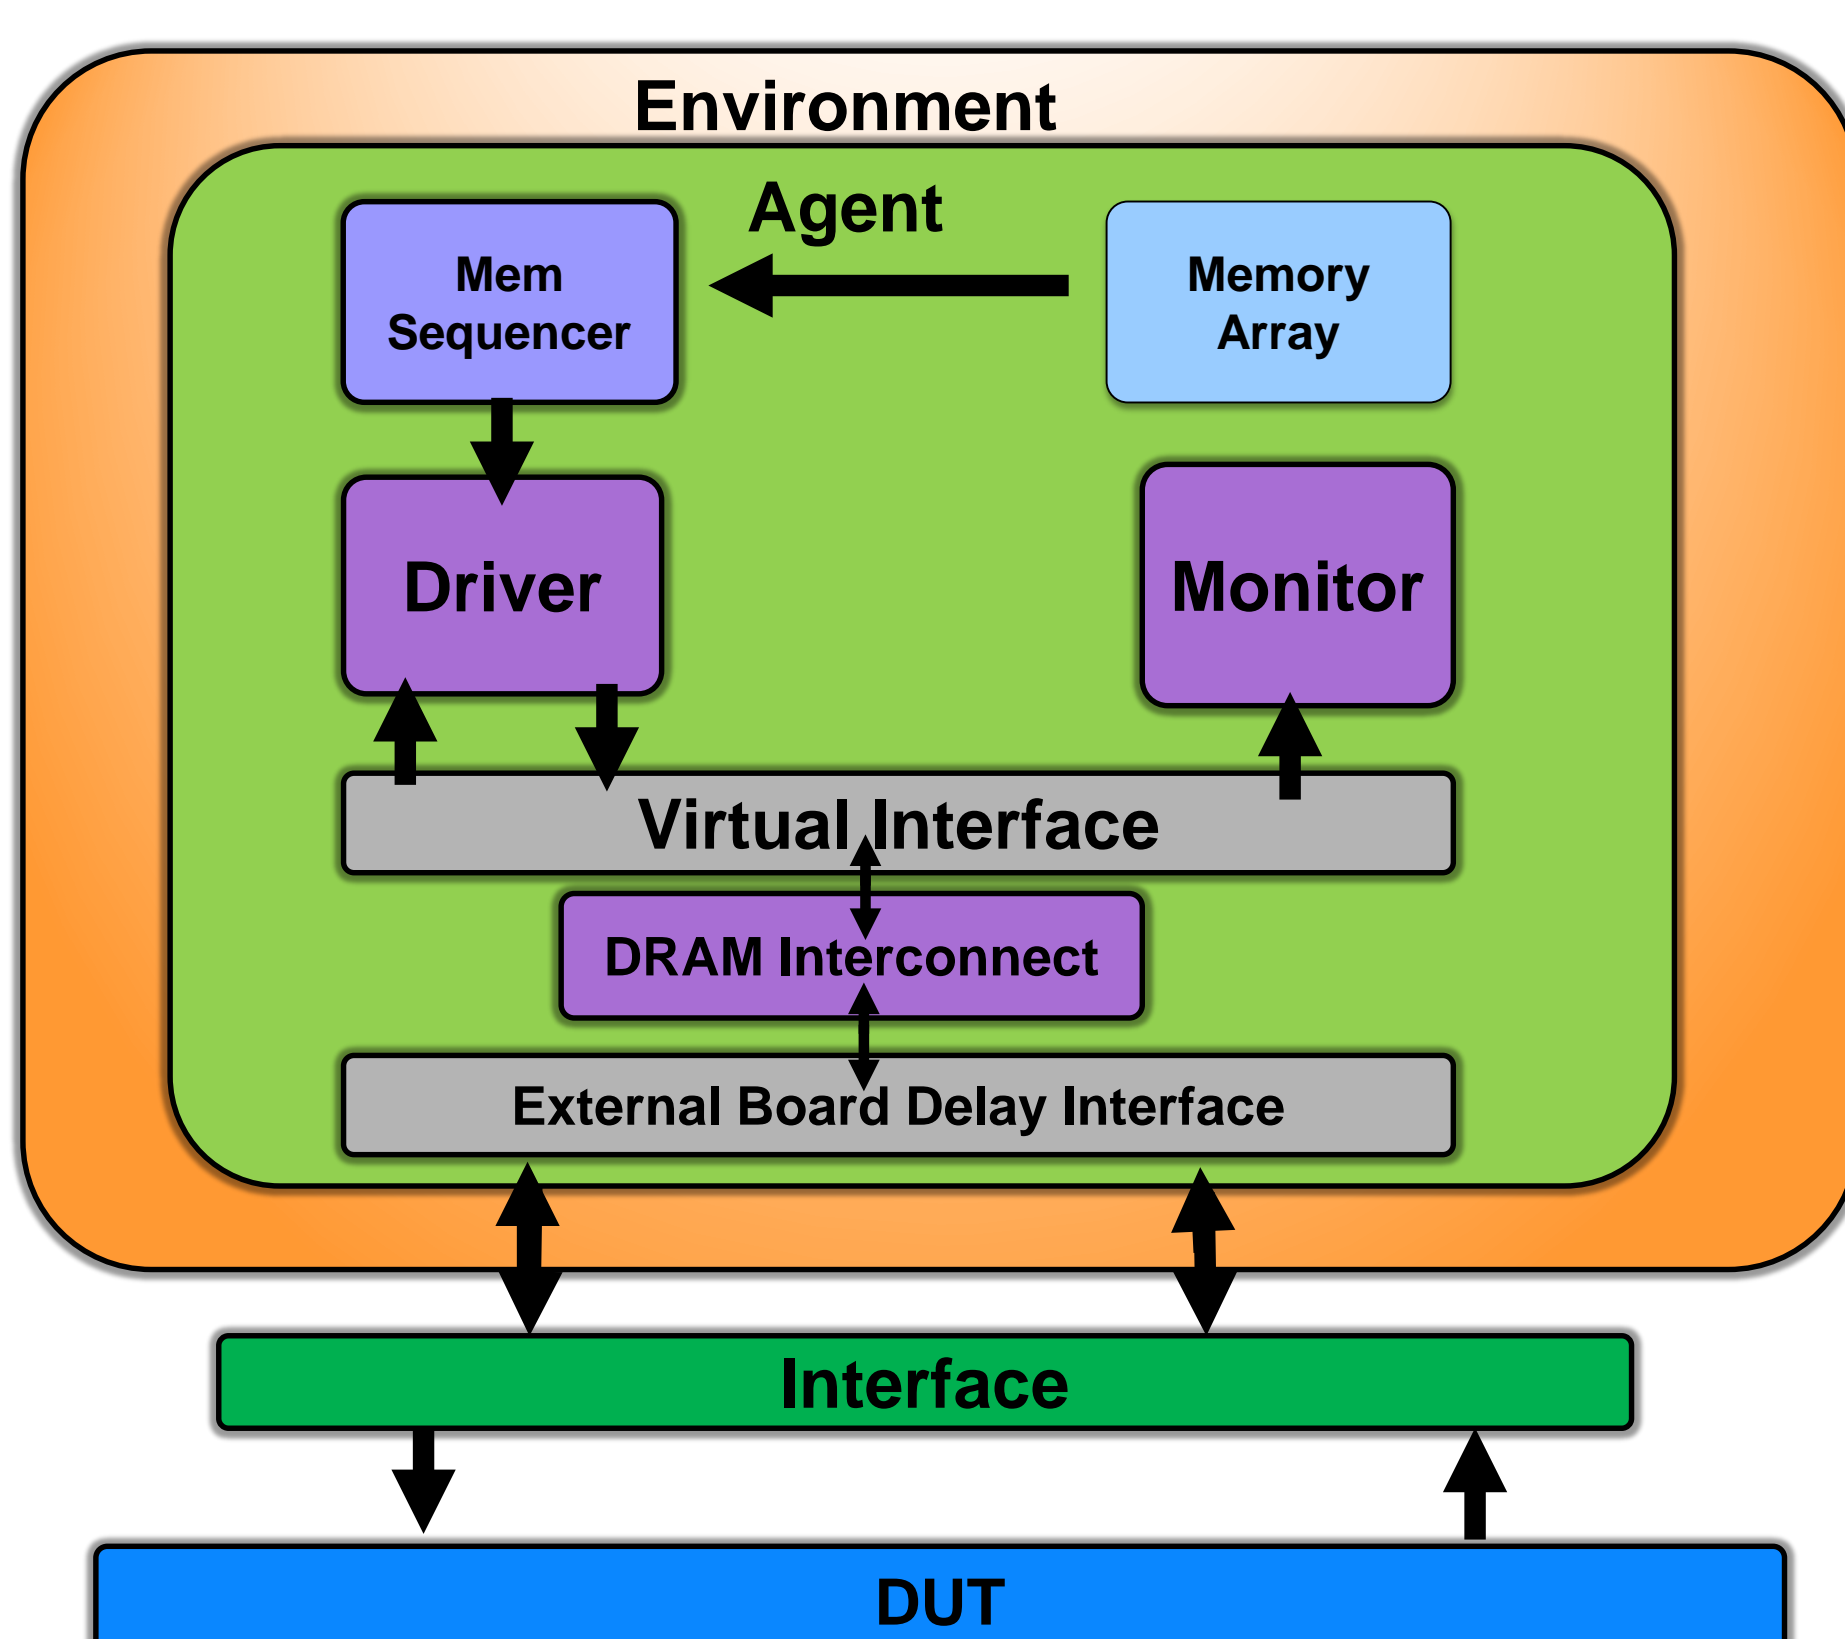 Environment
Agent
Mem
Sequencer
Memory
Array
Driver
Monitor
Virtual Interface
DRAM Interconnect
External Board Delay Interface
Interface
DUT